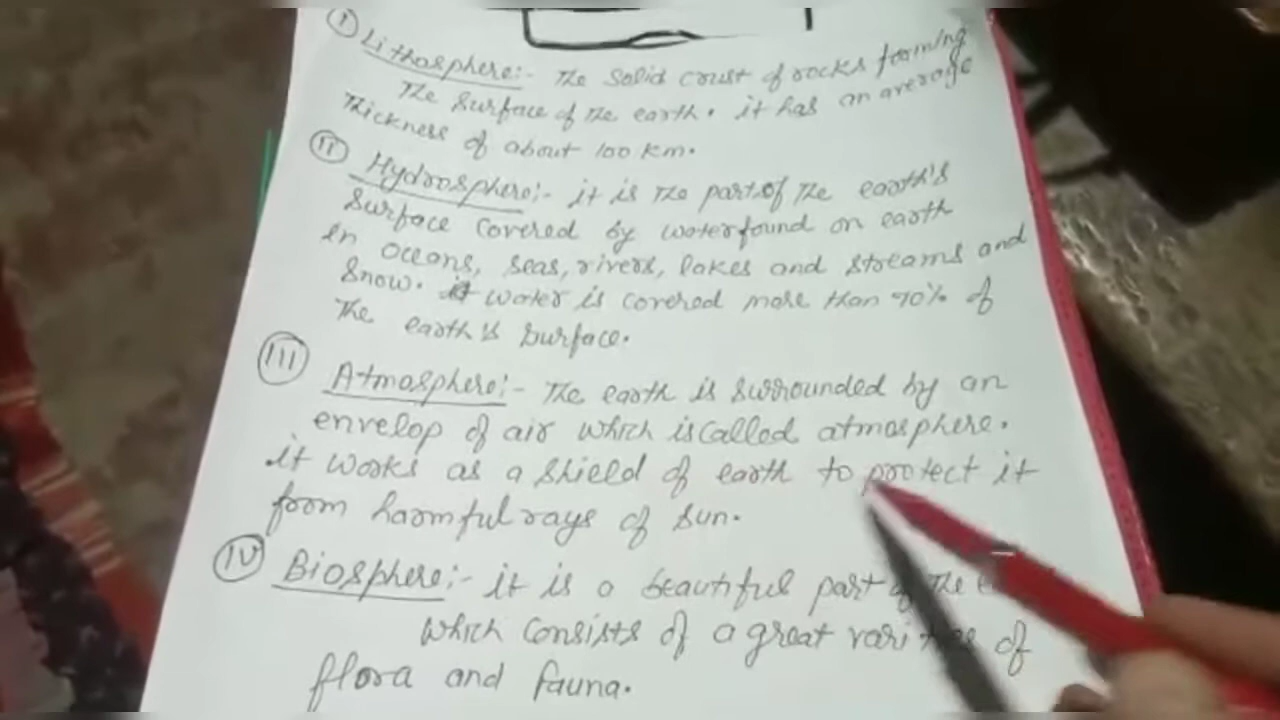 I Lithosphere:- The solid crust of rocks forming
The surface of the earth. it has an average
Thickness of about 100 km.
II Hydrosphere:- it is The part of The earth's
surface covered by water found on earth
in oceans, seas, rivers, lakes and streams and
snow. water is covered more than 70% of
The earth's surface.
III Atmosphere:- The earth is surrounded by an
envelop of air which is called atmosphere.
it works as a shield of earth to protect it
from harmful rays of sun.
IV Biosphere:- it is a beautiful part of The
which consists of a great varities of
flora and fauna.